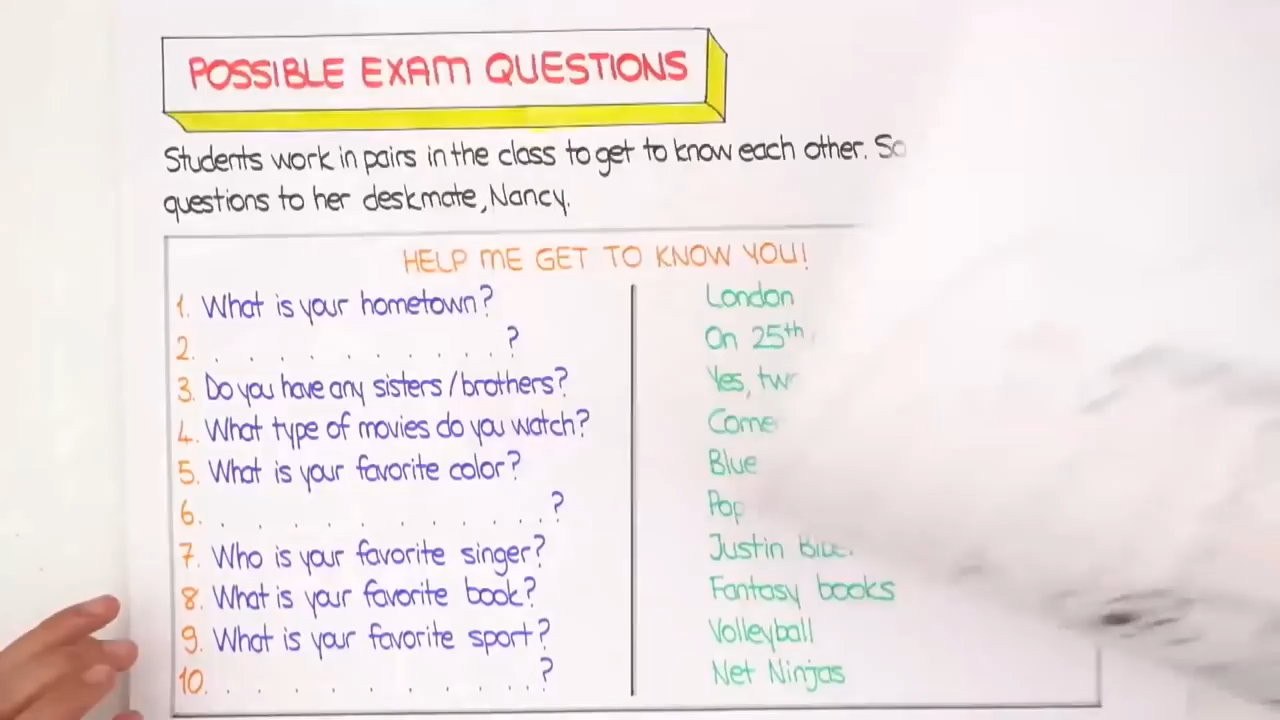 POSSIBLE EXAM QUESTIONS
Students work in pairs in the class to get to know each other.
questions to her deskmate, Nancy.
HELP ME GET TO KNOW YOU!
1. What is your hometown? London
2. . . . . . . . . ? On 25th
3. Do you have any sisters/brothers? Yes,
4. What type of movies do you watch?
5. What is your favorite color? Blue
6. . . . . . . . . . . ? Pop
7. Who is your favorite singer? Justin
8. What is your favorite book? Fantasy books
9. What is your favorite sport? Volleyball
10. . . . . . . . . . . ? Net Ninjas